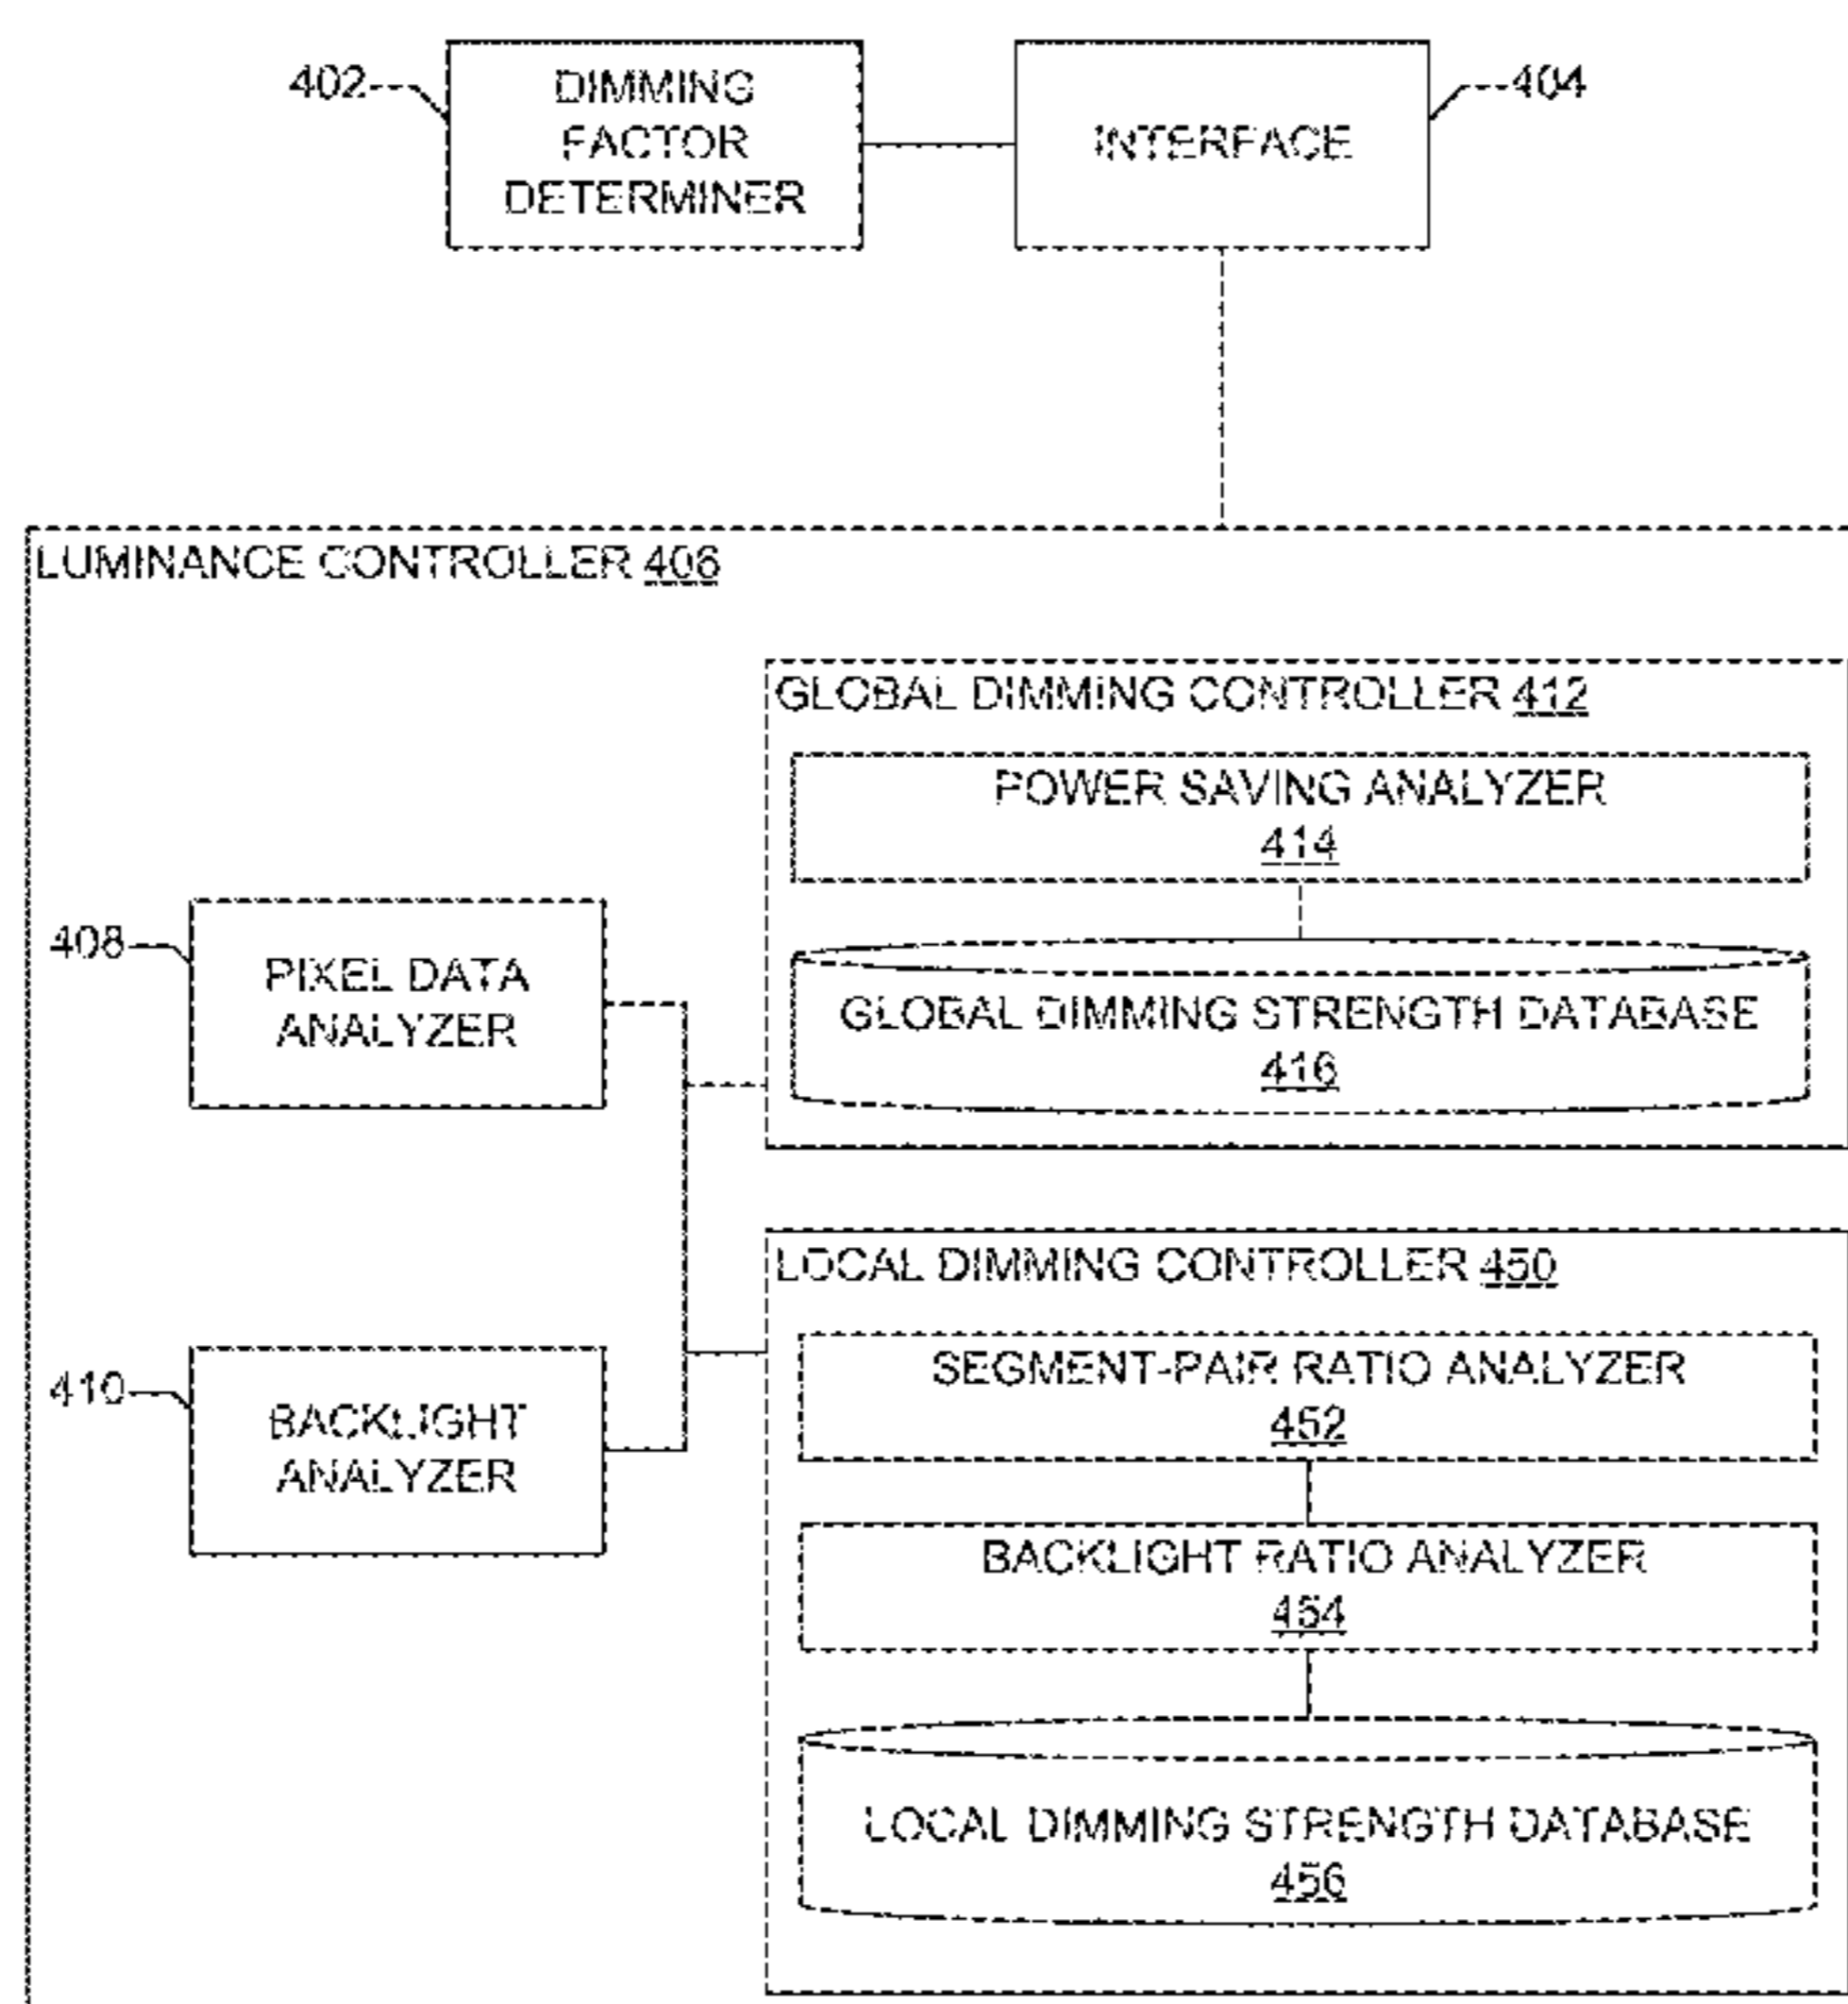 402
DIMMING
FACTOR
DETERMINER
INTERFACE
404
LUMINANCE CONTROLLER 406
GLOBAL DIMMING CONTROLLER 412
POWER SAVING ANALYZER
414
408
PIXEL DATA
ANALYZER
GLOBAL DIMMING STRENGTH DATABASE
416
LOCAL DIMMING CONTROLLER 450
410
BACKLIGHT
ANALYZER
SEGMENT-PAIR RATIO ANALYZER
452
BACKLIGHT RATIO ANALYZER
454
LOCAL DIMMING STRENGTH DATABASE
456